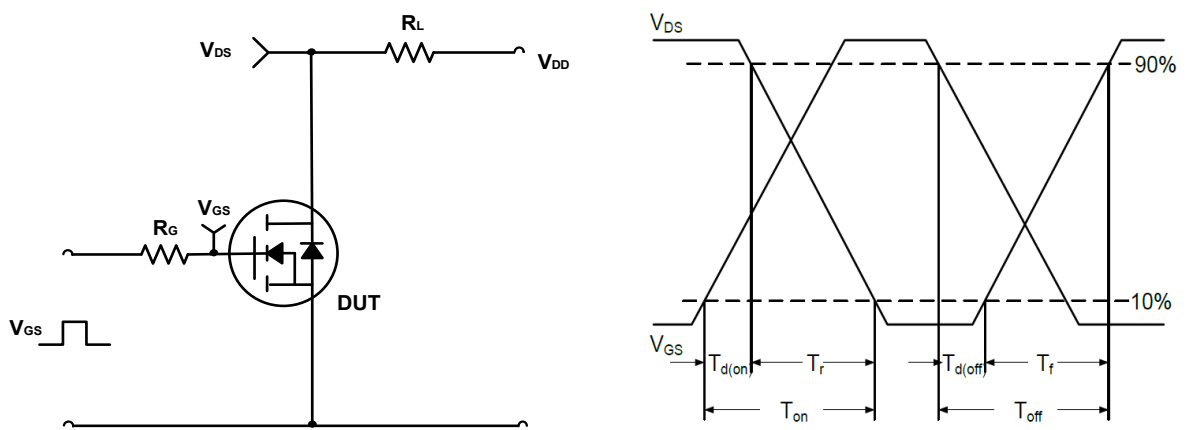 RL
VDS
VDD
VGS
RG
DUT
VGS
VDS
90%
10%
VGS
Td(on)
Tr
Td(off)
Tf
Ton
Toff